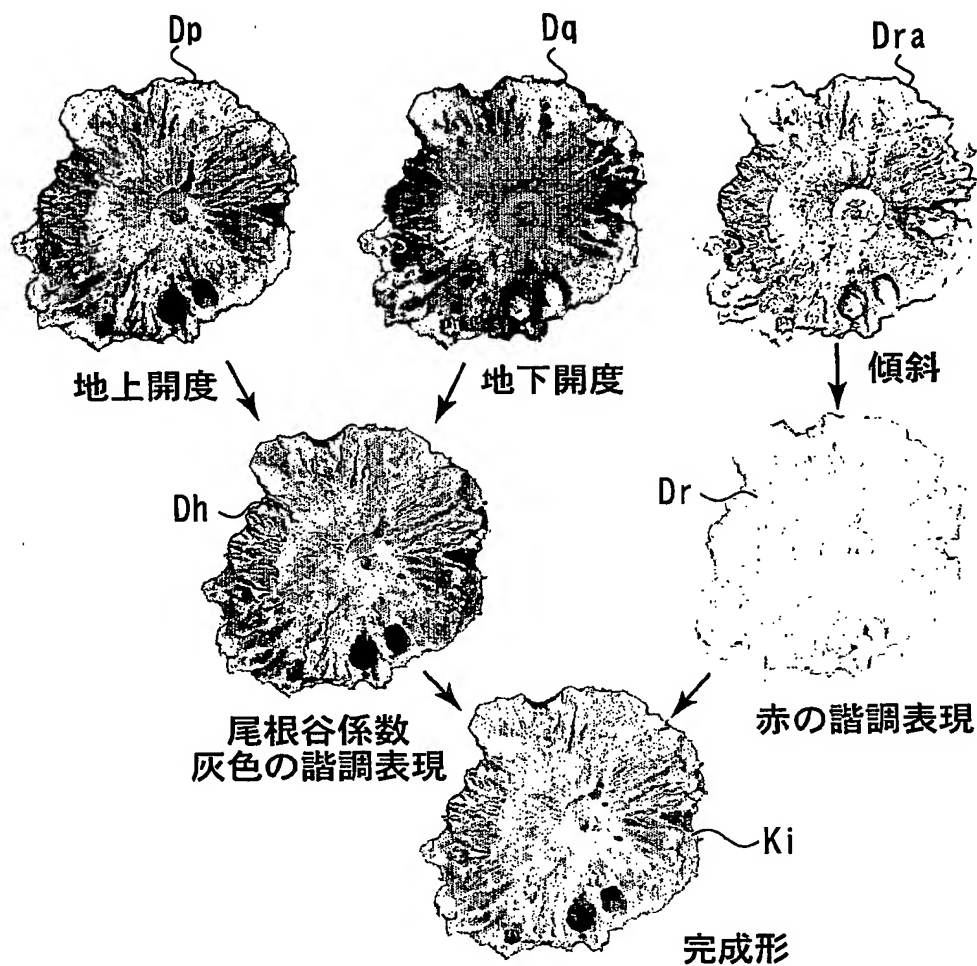 Dp
Dq
Dra
地上開度
地下開度
傾斜
Dh
Dr
尾根谷係数
灰色の諧調表現
赤の諧調表現
Ki
完成形